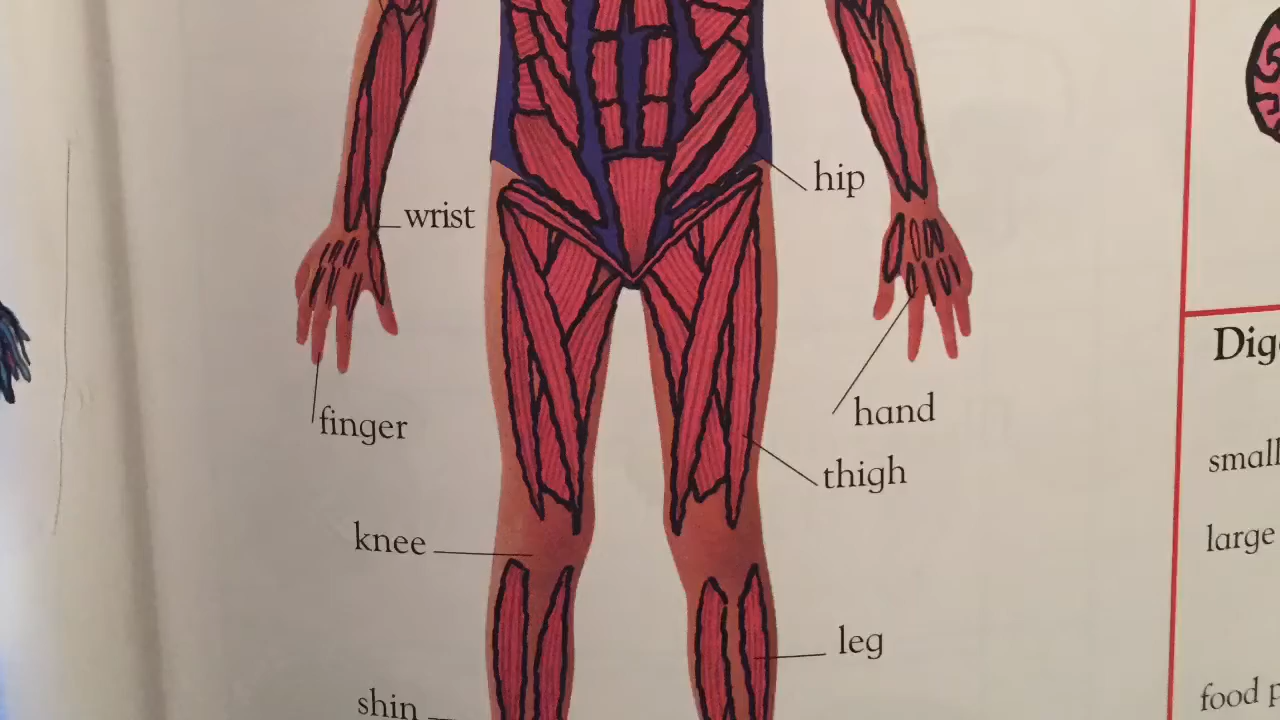 hip
wrist
hand
finger
thigh
knee
leg
shin
Dig
small
large
food p